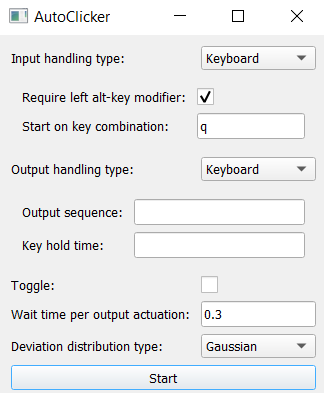 AutoClicker
Input handling type: Keyboard
Require left alt-key modifier:
Start on key combination: q
Output handling type: Keyboard
Output sequence:
Key hold time:
Toggle:
Wait time per output actuation: 0.3
Deviation distribution type: Gaussian
Start